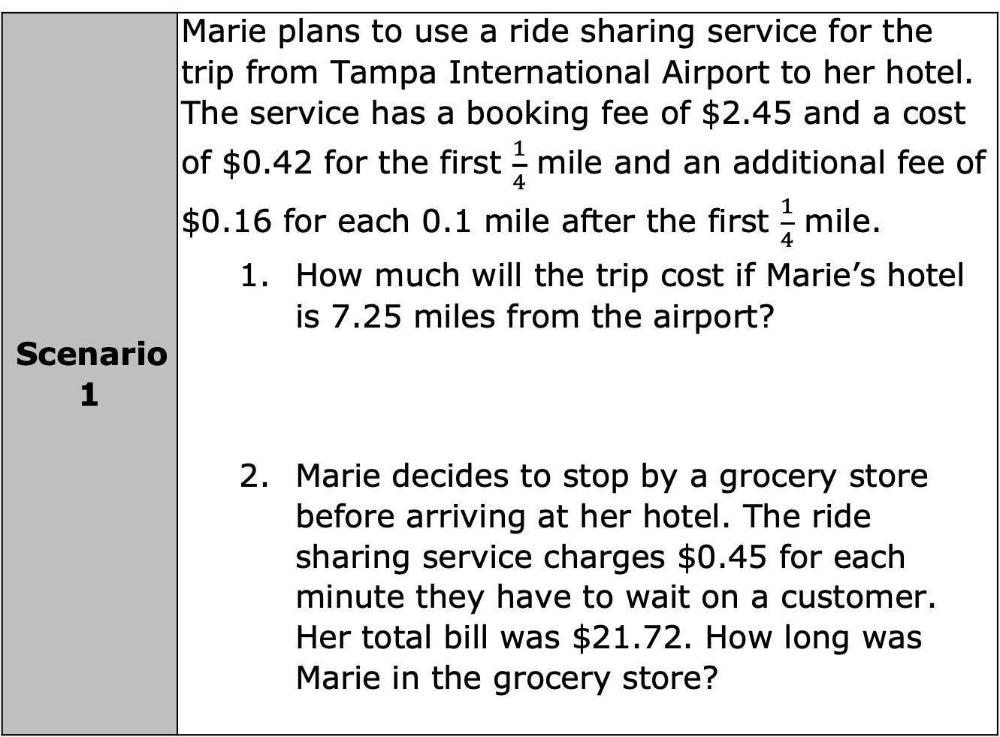 Scenario
1
Marie plans to use a ride sharing service for the
trip from Tampa International Airport to her hotel.
The service has a booking fee of $2.45 and a cost
of $0.42 for the first 1/4 mile and an additional fee of
$0.16 for each 0.1 mile after the first 1/4 mile.
1. How much will the trip cost if Marie’s hotel
is 7.25 miles from the airport?
2. Marie decides to stop by a grocery store
before arriving at her hotel. The ride
sharing service charges $0.45 for each
minute they have to wait on a customer.
Her total bill was $21.72. How long was
Marie in the grocery store?